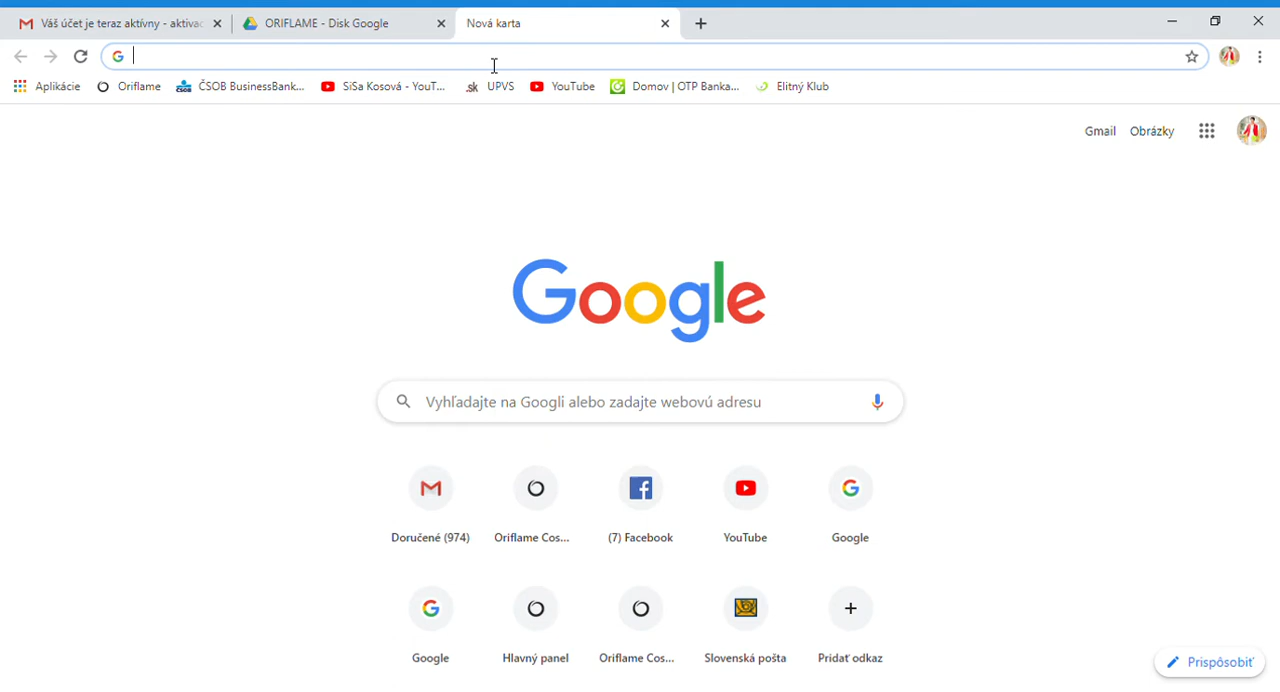 Váš účet je teraz aktívny - aktivac
ORIFLAME - Disk Google
Nová karta
Aplikácie
Oriflame
ČSOB BusinessBank...
SiSa Kosová - YouT...
.sk UPVS
YouTube
Domov | OTP Banka...
Elitný Klub
Gmail
Obrázky
Google
Vyhľadajte na Googli alebo zadajte webovú adresu
Doručené (974)
Oriflame Cos...
(7) Facebook
YouTube
Google
Google
Hlavný panel
Oriflame Cos...
Slovenská pošta
Pridať odkaz
Prispôsobiť